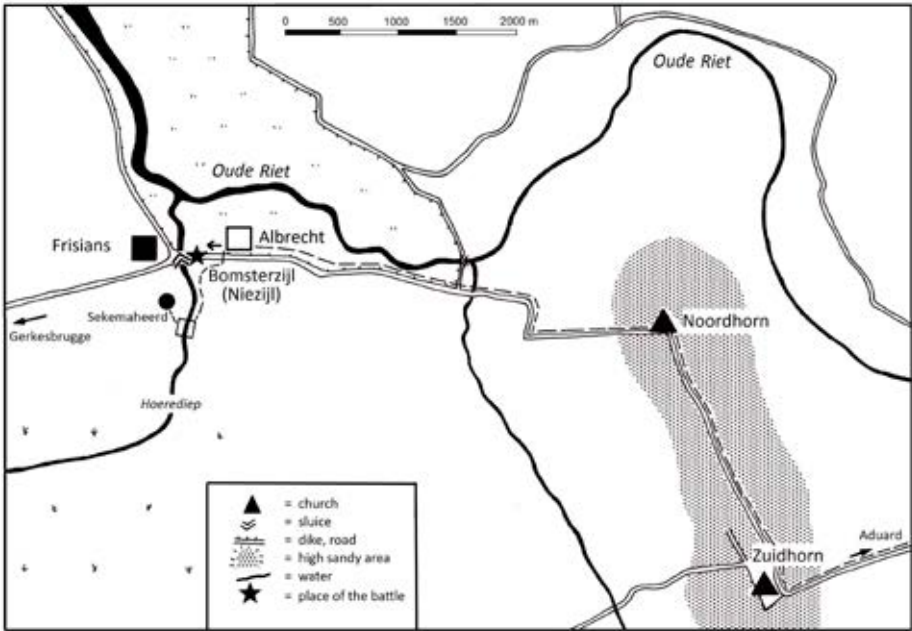 0 500 1000 1500 2000 m
Oude Riet
Oude Riet
Frisians
Albrecht
Bomsterzijl
(Niezijl)
Sekemaheerd
Gerkesbrugge
Noordhorn
Hoerediep
Zuidhorn
Aduard
= church
= sluice
= dike, road
= high sandy area
= water
= place of the battle